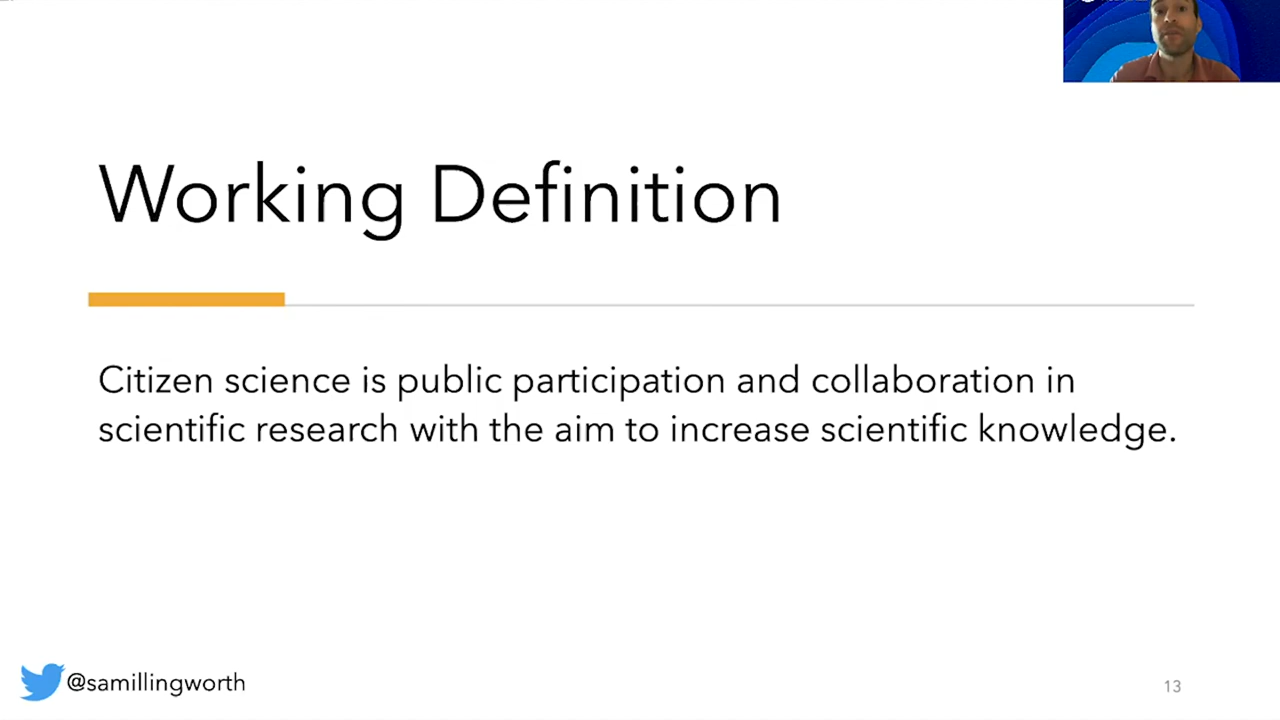 Working Definition
Citizen science is public participation and collaboration in
scientific research with the aim to increase scientific knowledge.
@samillingworth
13